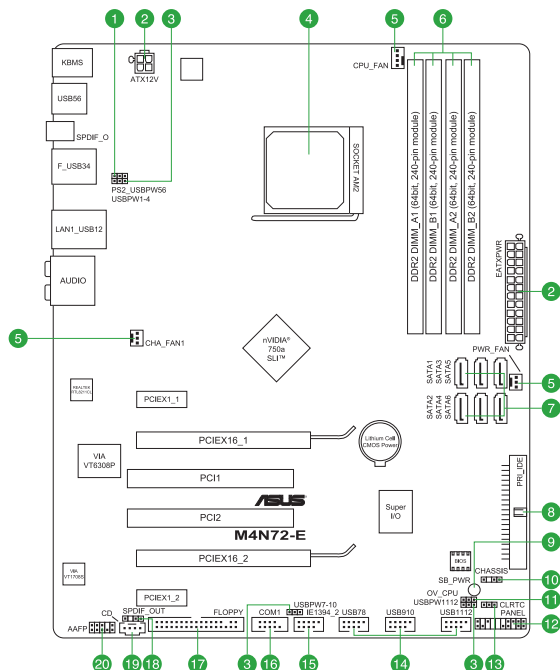 1
2
3
4
5
6
KBMS
ATX12V
CPU_FAN
USB56
SPDIF_O
F_USB34
PS2_USBPW56
USBPW1-4
SOCKET AM2
DDR2 DIMM_A1 (64bit, 240-pin module)
DDR2 DIMM_B1 (64bit, 240-pin module)
DDR2 DIMM_A2 (64bit, 240-pin module)
DDR2 DIMM_B2 (64bit, 240-pin module)
LAN1_USB12
EATXPWR
AUDIO
2
5
CHA_FAN1
nVIDIA®
750a
SLI™
PWR_FAN
5
SATA1
SATA3
SATA5
SATA2
SATA4
SATA6
7
PCIEX1_1
PCIEX16_1
Lithium Cell
CMOS Power
VIA
VT6308P
PCI1
ASUS
PCI2
M4N72-E
Super
I/O
PRI_IDE
8
PCIEX16_2
BIOS
9
VIA
VT1708S
CHASSIS
SB_PWR
10
PCIEX1_2
OV_CPU
USBPW1112
11
CLRTC
PANEL
12
CD
SPDIF_OUT
AAFP
FLOPPY
USBPW7-10
COM1
IE1394_2
USB78
USB910
USB1112
20
19
18
17
3
16
15
14
3
13